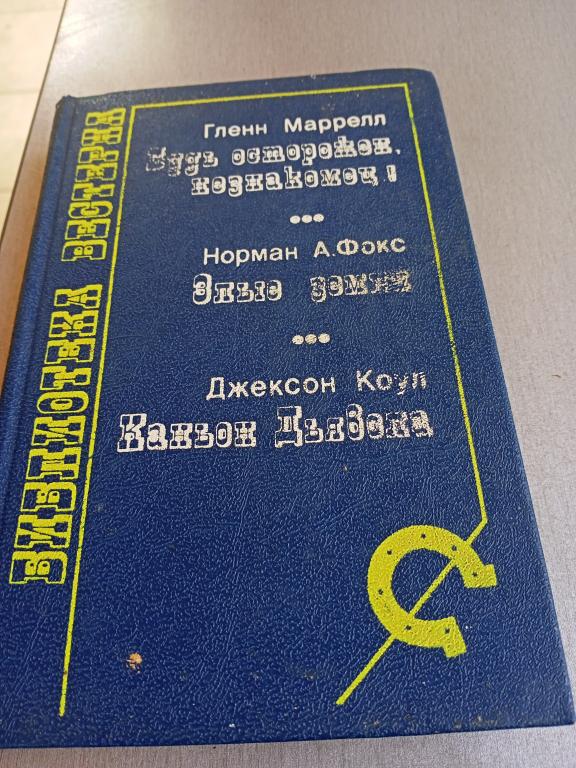 БИБЛИОТЕКА ВЕСТЕРНА
Гленн Маррелл
Будь осторожен,
незнакомец!
Норман А.Фокс
Злые земли
Джексон Коул
Каньон Дьявола